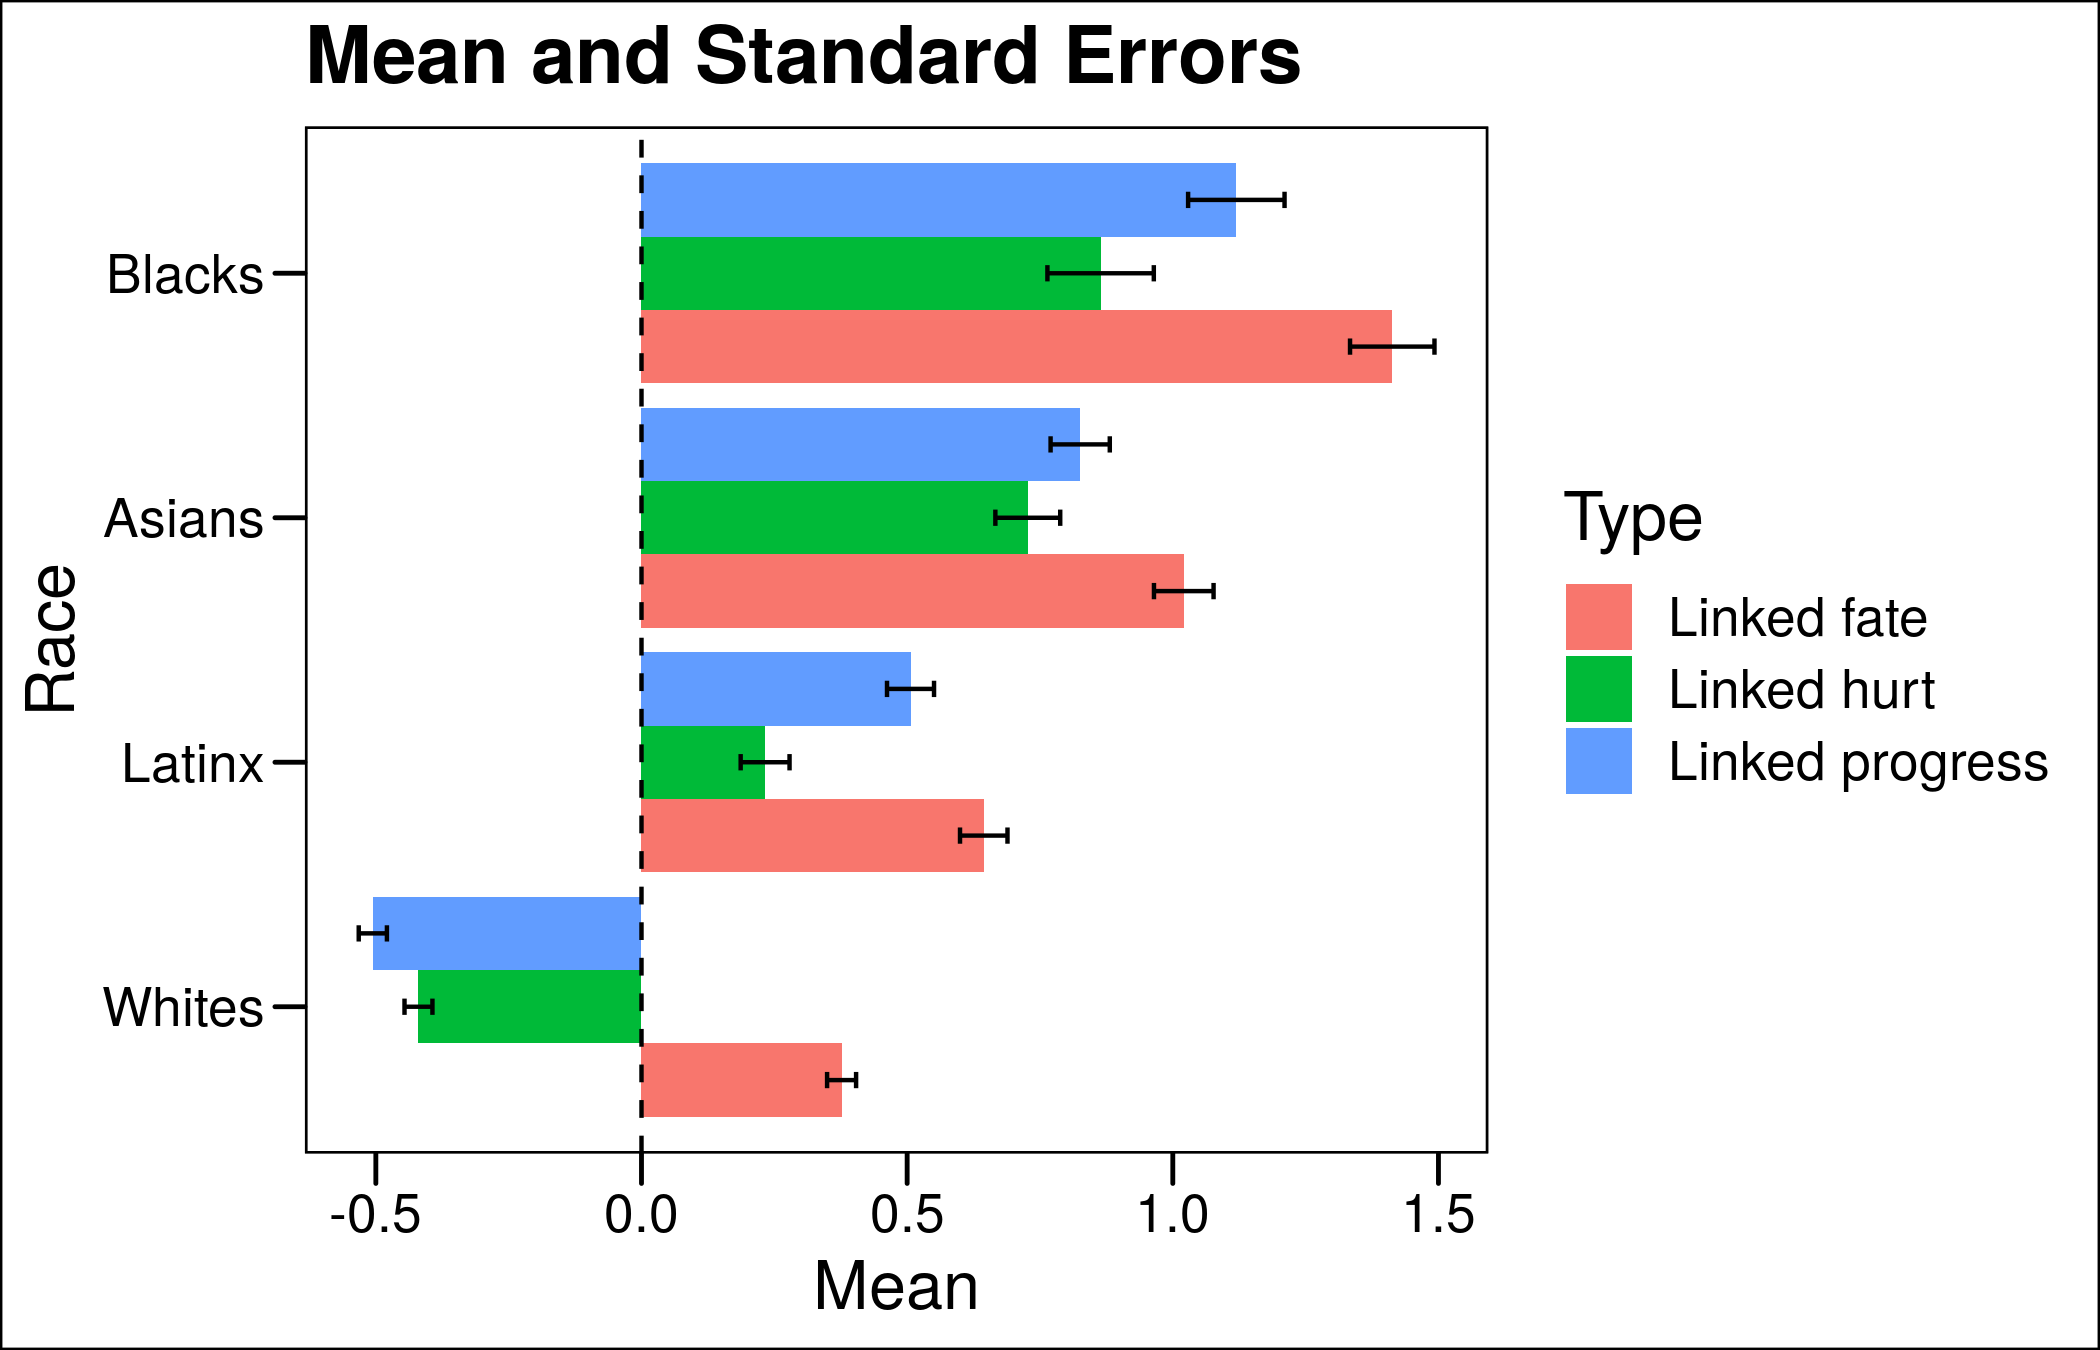 Mean and Standard Errors
Blacks
Asians
Latinx
Whites
Race
-0.5 0.0 0.5 1.0 1.5
Mean
Type
Linked fate
Linked hurt
Linked progress